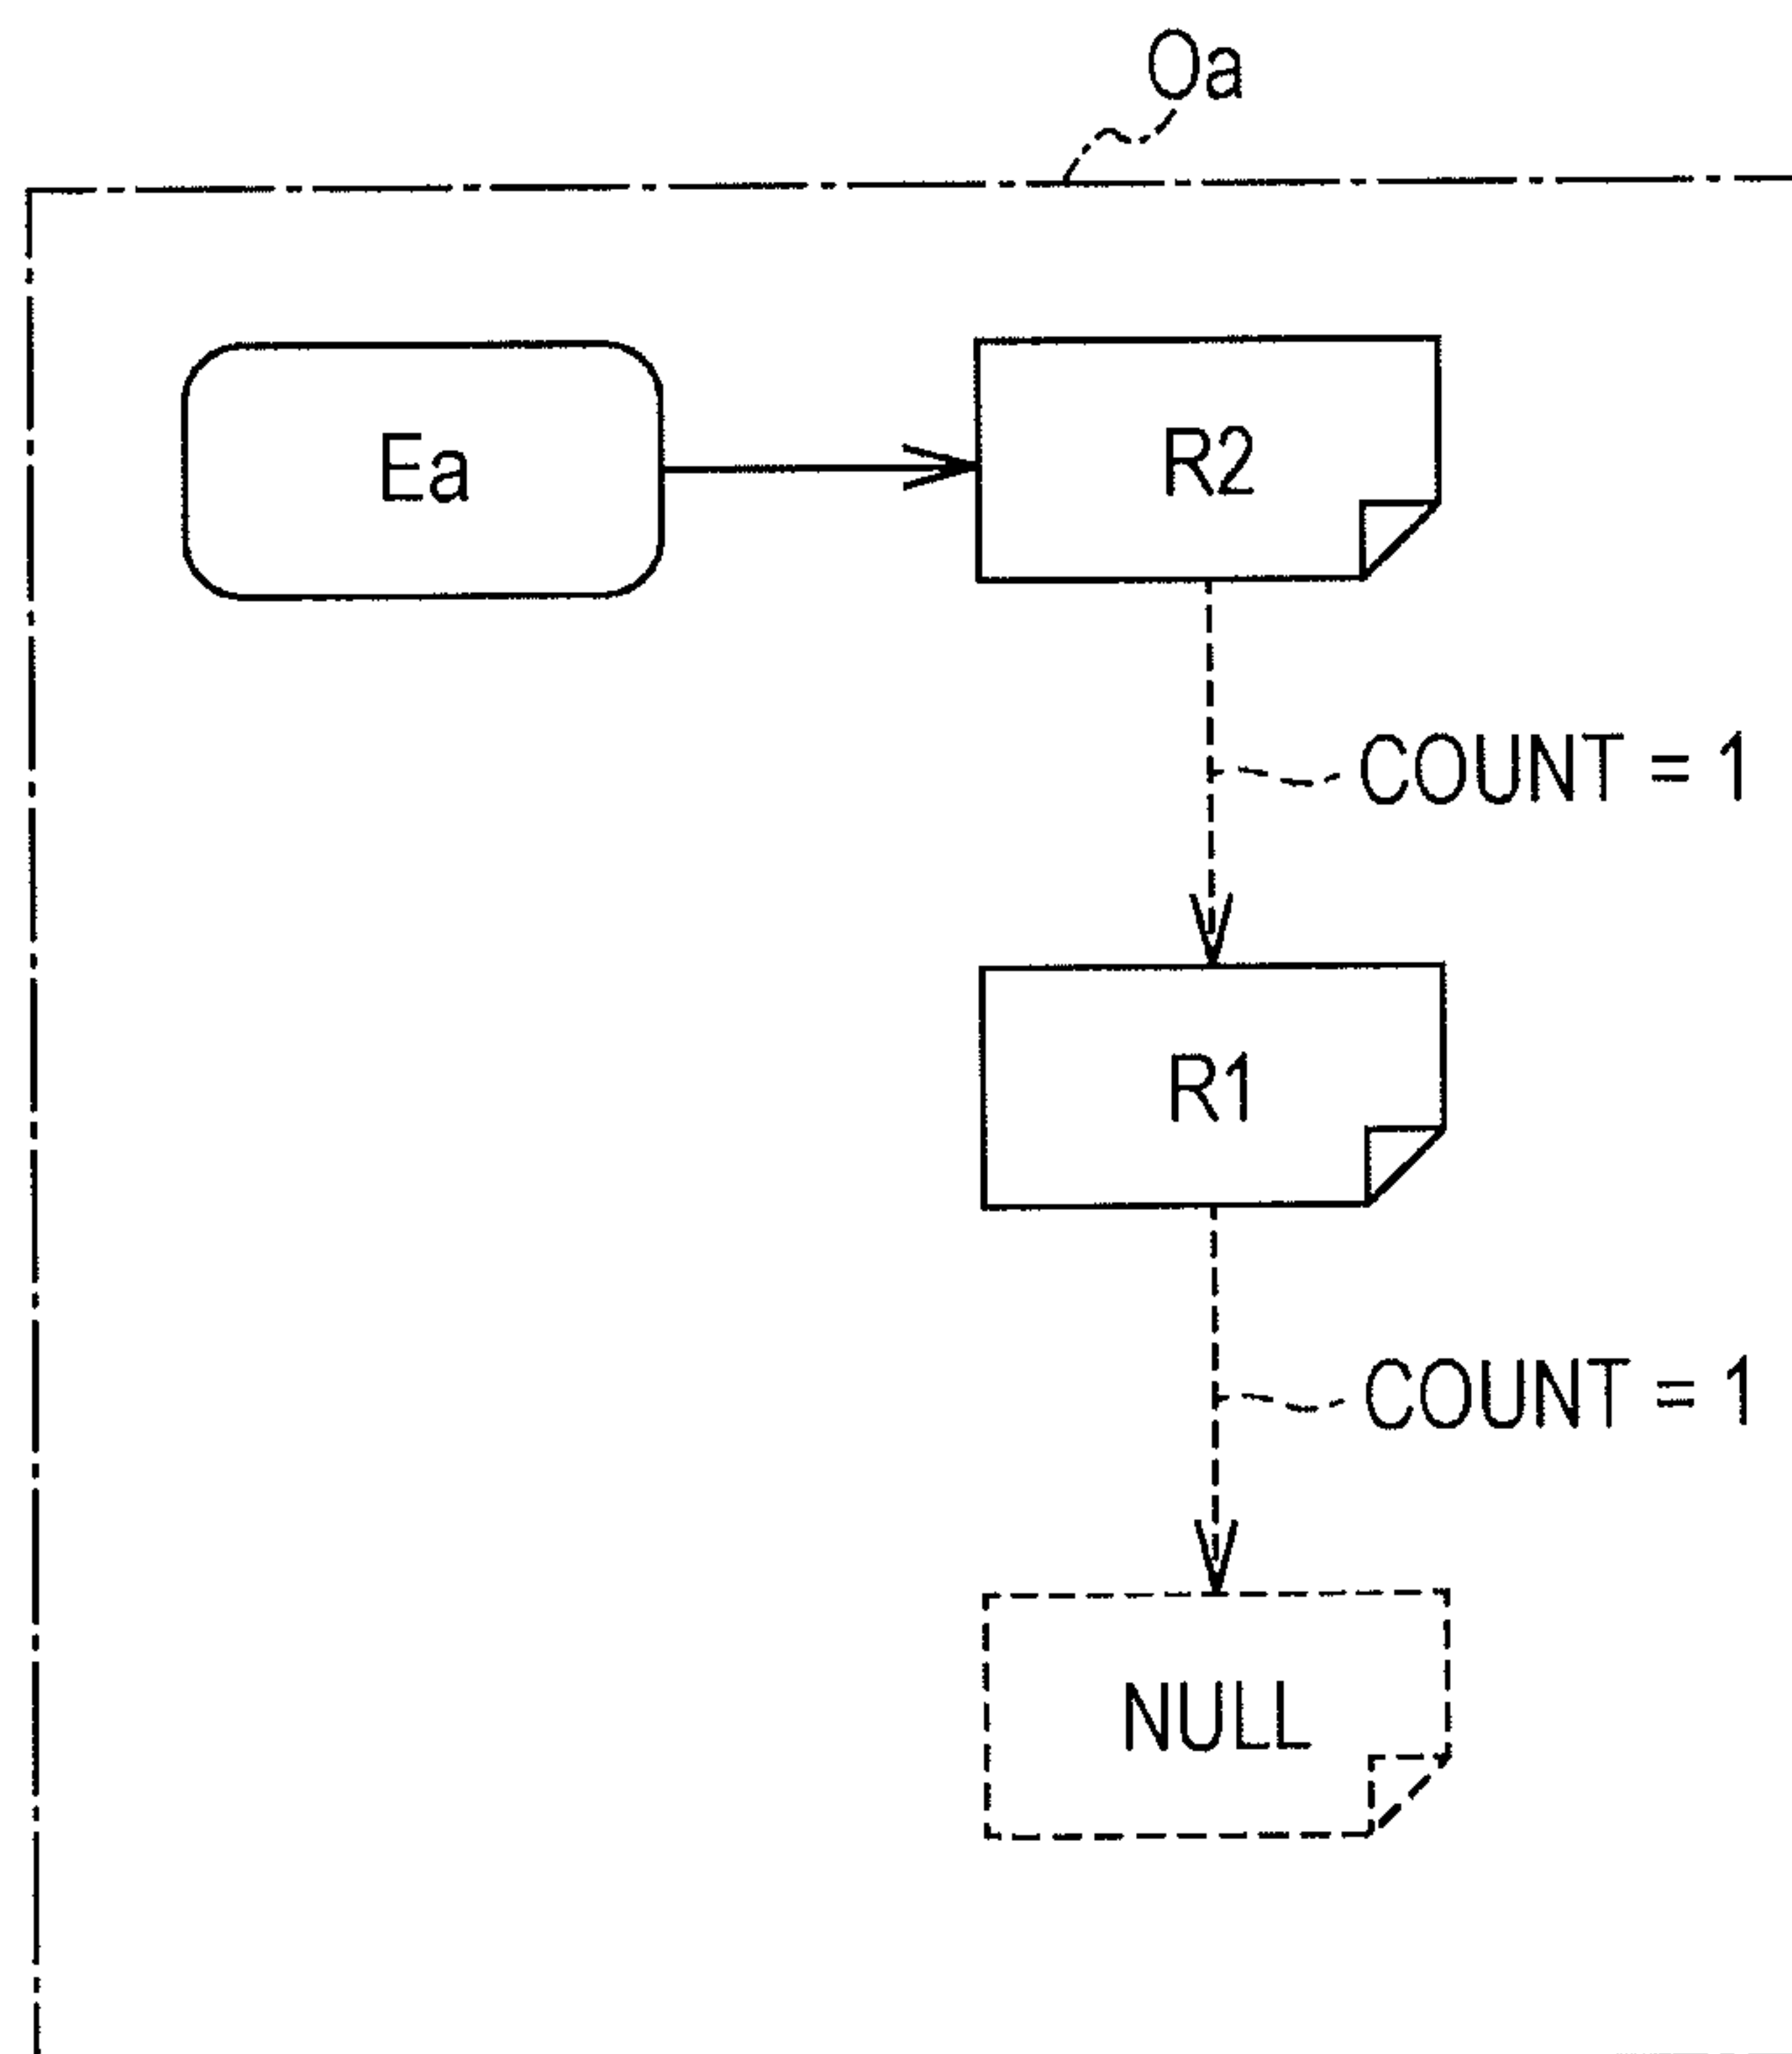 Oa
Ea
R2
COUNT = 1
R1
COUNT = 1
NULL